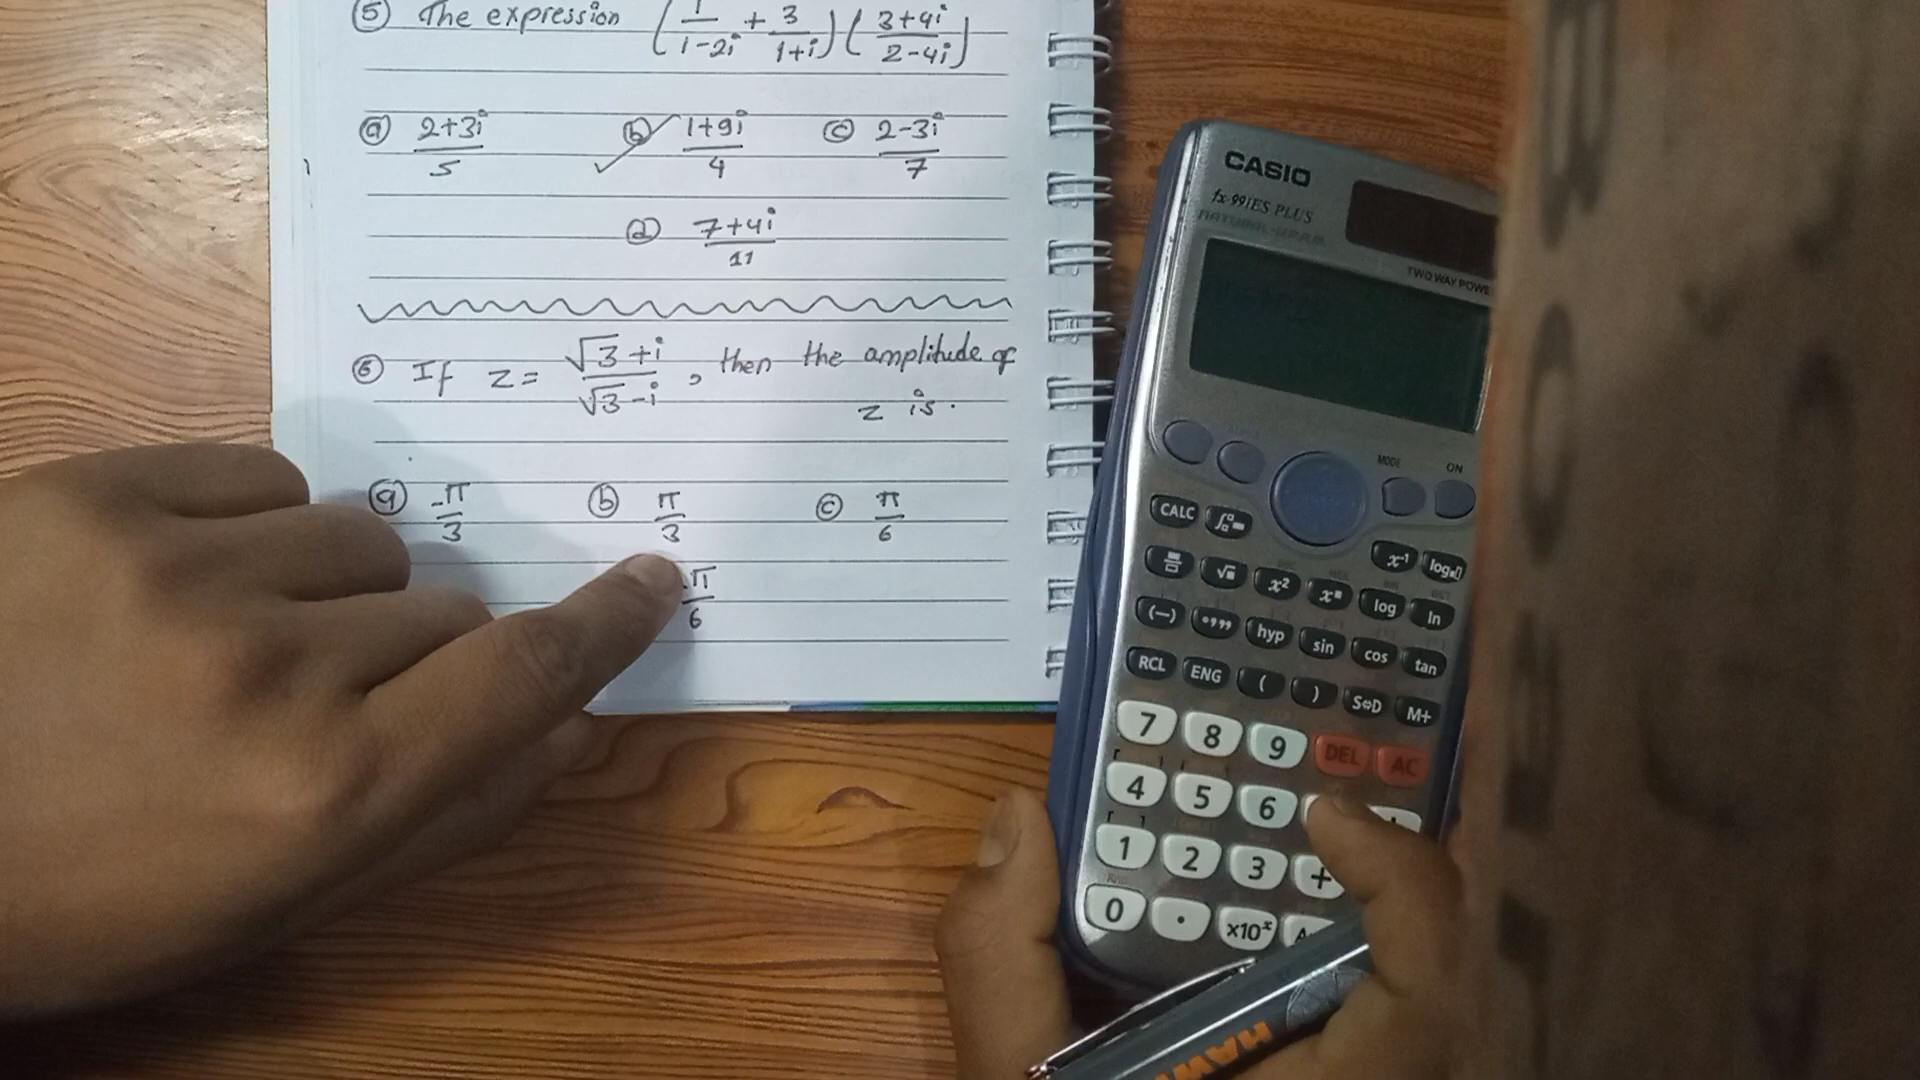 ⑤ The expression (1/1-2i + 3/1+i)(3+4i/2-4i)
ⓐ 2+3i/5 ⓑ 1+9i/4 ⓒ 2-3i/7
ⓓ 7+4i/11
⑥ If z = √3+i/√3-i, then the amplitude of
z is.
ⓐ -π/3 ⓑ π/3 ⓒ π/6
-π/6
CASIO
fx-991ES PLUS
NATURAL-V.P.A.M.
TWO WAY POWE
MODE ON
CALC
x⁻¹ log
√ x² log ln
(−) hyp sin cos tan
RCL ENG ( ) S⇔D M+
7 8 9 DEL AC
4 5 6
1 2 3 +
0 . ×10ˣ A